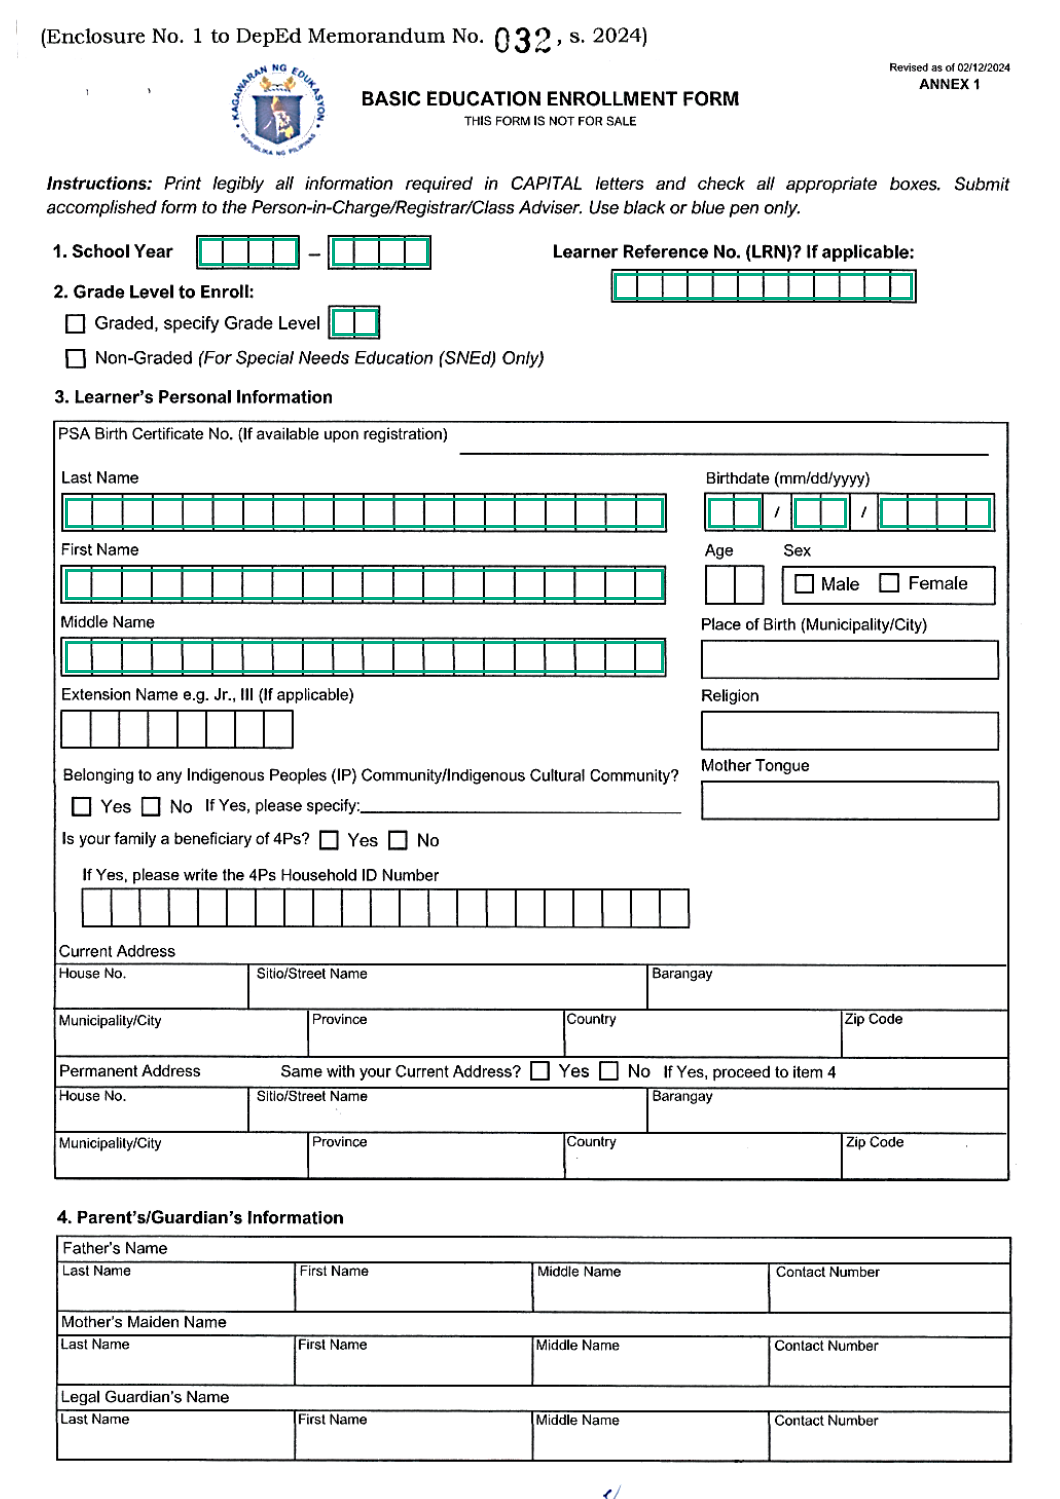 (Enclosure No. 1 to DepEd Memorandum No. 032, s. 2024)
Revised as of 02/12/2024
ANNEX 1
KAGAWARAN NG EDUKASYON
REPUBLIKA NG PILIPINAS
BASIC EDUCATION ENROLLMENT FORM
THIS FORM IS NOT FOR SALE
Instructions: Print legibly all information required in CAPITAL letters and check all appropriate boxes. Submit
accomplished form to the Person-in-Charge/Registrar/Class Adviser. Use black or blue pen only.
1. School Year –
Learner Reference No. (LRN)? If applicable:
2. Grade Level to Enroll:
Graded, specify Grade Level
Non-Graded (For Special Needs Education (SNEd) Only)
3. Learner's Personal Information
PSA Birth Certificate No. (If available upon registration)
Last Name
Birthdate (mm/dd/yyyy)
/ /
First Name
Age Sex
Male Female
Middle Name
Place of Birth (Municipality/City)
Extension Name e.g. Jr., III (If applicable)
Religion
Mother Tongue
Belonging to any Indigenous Peoples (IP) Community/Indigenous Cultural Community?
Yes No If Yes, please specify:
Is your family a beneficiary of 4Ps? Yes No
If Yes, please write the 4Ps Household ID Number
Current Address
House No. Sitio/Street Name Barangay
Municipality/City Province Country Zip Code
Permanent Address Same with your Current Address? Yes No If Yes, proceed to item 4
House No. Sitio/Street Name Barangay
Municipality/City Province Country Zip Code
4. Parent's/Guardian's Information
Father's Name
Last Name First Name Middle Name Contact Number
Mother's Maiden Name
Last Name First Name Middle Name Contact Number
Legal Guardian's Name
Last Name First Name Middle Name Contact Number